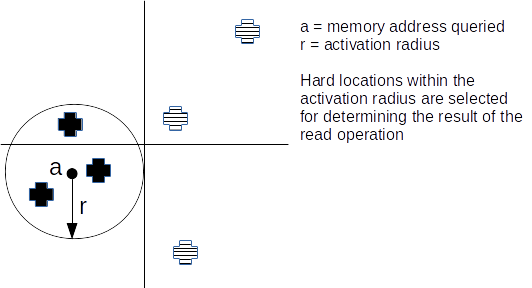 a = memory address queried
r = activation radius
Hard locations within the
activation radius are selected
for determining the result of the
read operation
a
r